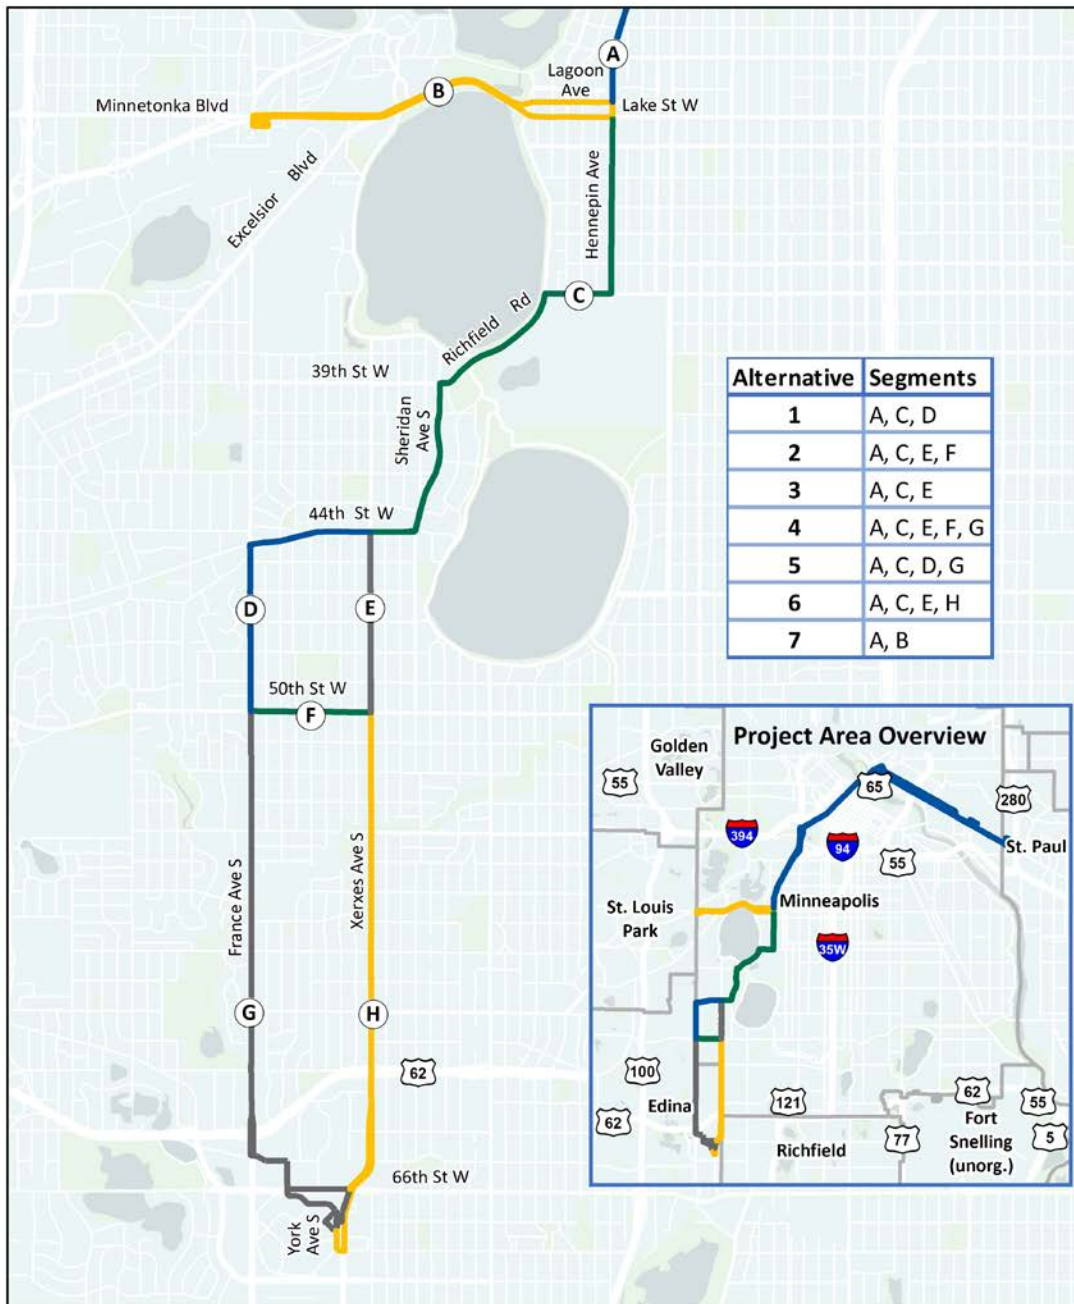 A
Lagoon
Ave
B
Minnetonka Blvd
Lake St W
Excelsior Blvd
Hennepin Ave
C
Richfield Rd
39th St W
Sheridan
Ave S
44th St W
D
E
50th St W
F
France Ave S
Xerxes Ave S
G
H
62
66th St W
York
Ave S
Alternative Segments
1 A, C, D
2 A, C, E, F
3 A, C, E
4 A, C, E, F, G
5 A, C, D, G
6 A, C, E, H
7 A, B
Project Area Overview
Golden
Valley
55
65
280
394
94
55
St. Paul
Minneapolis
St. Louis
Park
35W
100
Edina
62
121
62
55
77
5
Richfield
Fort
Snelling
(unorg.)